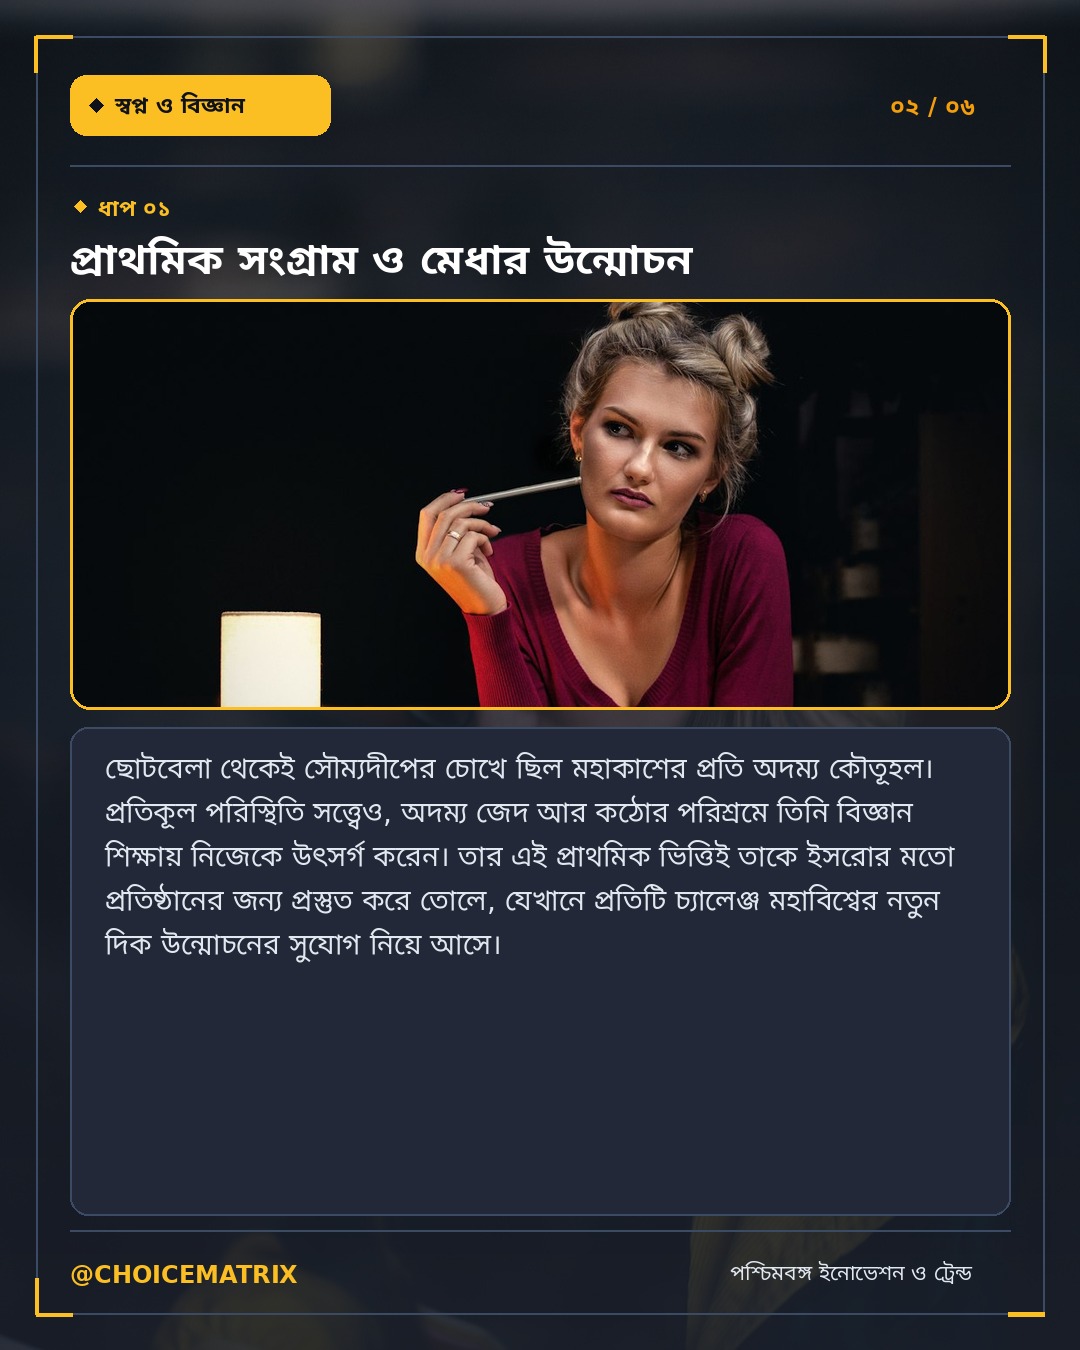 স্বপ্ন ও বিজ্ঞান
০২ / ০৬
ধাপ ০১
প্রাথমিক সংগ্রাম ও মেধার উন্মোচন
ছোটবেলা থেকেই সৌম্যদীপের চোখে ছিল মহাকাশের প্রতি অদম্য কৌতূহল।
প্রতিকূল পরিস্থিতি সত্ত্বেও, অদম্য জেদ আর কঠোর পরিশ্রমে তিনি বিজ্ঞান
শিক্ষায় নিজেকে উৎসর্গ করেন। তার এই প্রাথমিক ভিত্তিই তাকে ইসরোর মতো
প্রতিষ্ঠানের জন্য প্রস্তুত করে তোলে, যেখানে প্রতিটি চ্যালেঞ্জ মহাবিশ্বের নতুন
দিক উন্মোচনের সুযোগ নিয়ে আসে।
@CHOICEMATRIX
পশ্চিমবঙ্গ ইনোভেশন ও ট্রেন্ড